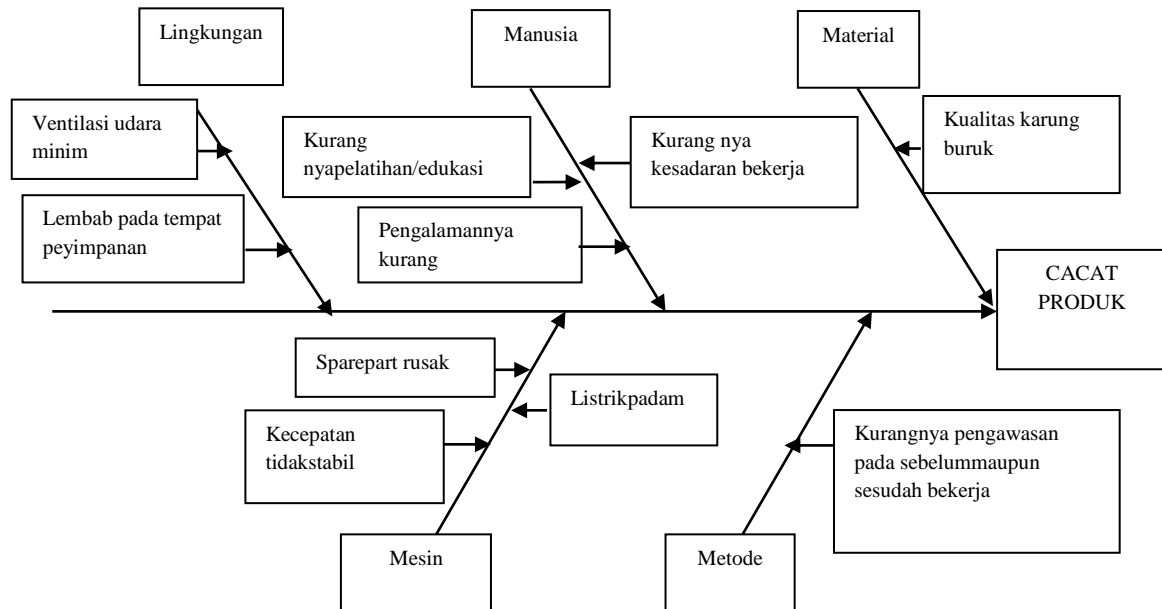 Lingkungan
Manusia
Material
Ventilasi udara
minim
Kurang
nyapelatihan/edukasi
Kurang nya
kesadaran bekerja
Kualitas karung
buruk
Lembab pada tempat
peyimpanan
Pengalamannya
kurang
CACAT
PRODUK
Sparepart rusak
Listrikpadam
Kecepatan
tidakstabil
Kurangnya pengawasan
pada sebelummaupun
sesudah bekerja
Mesin
Metode